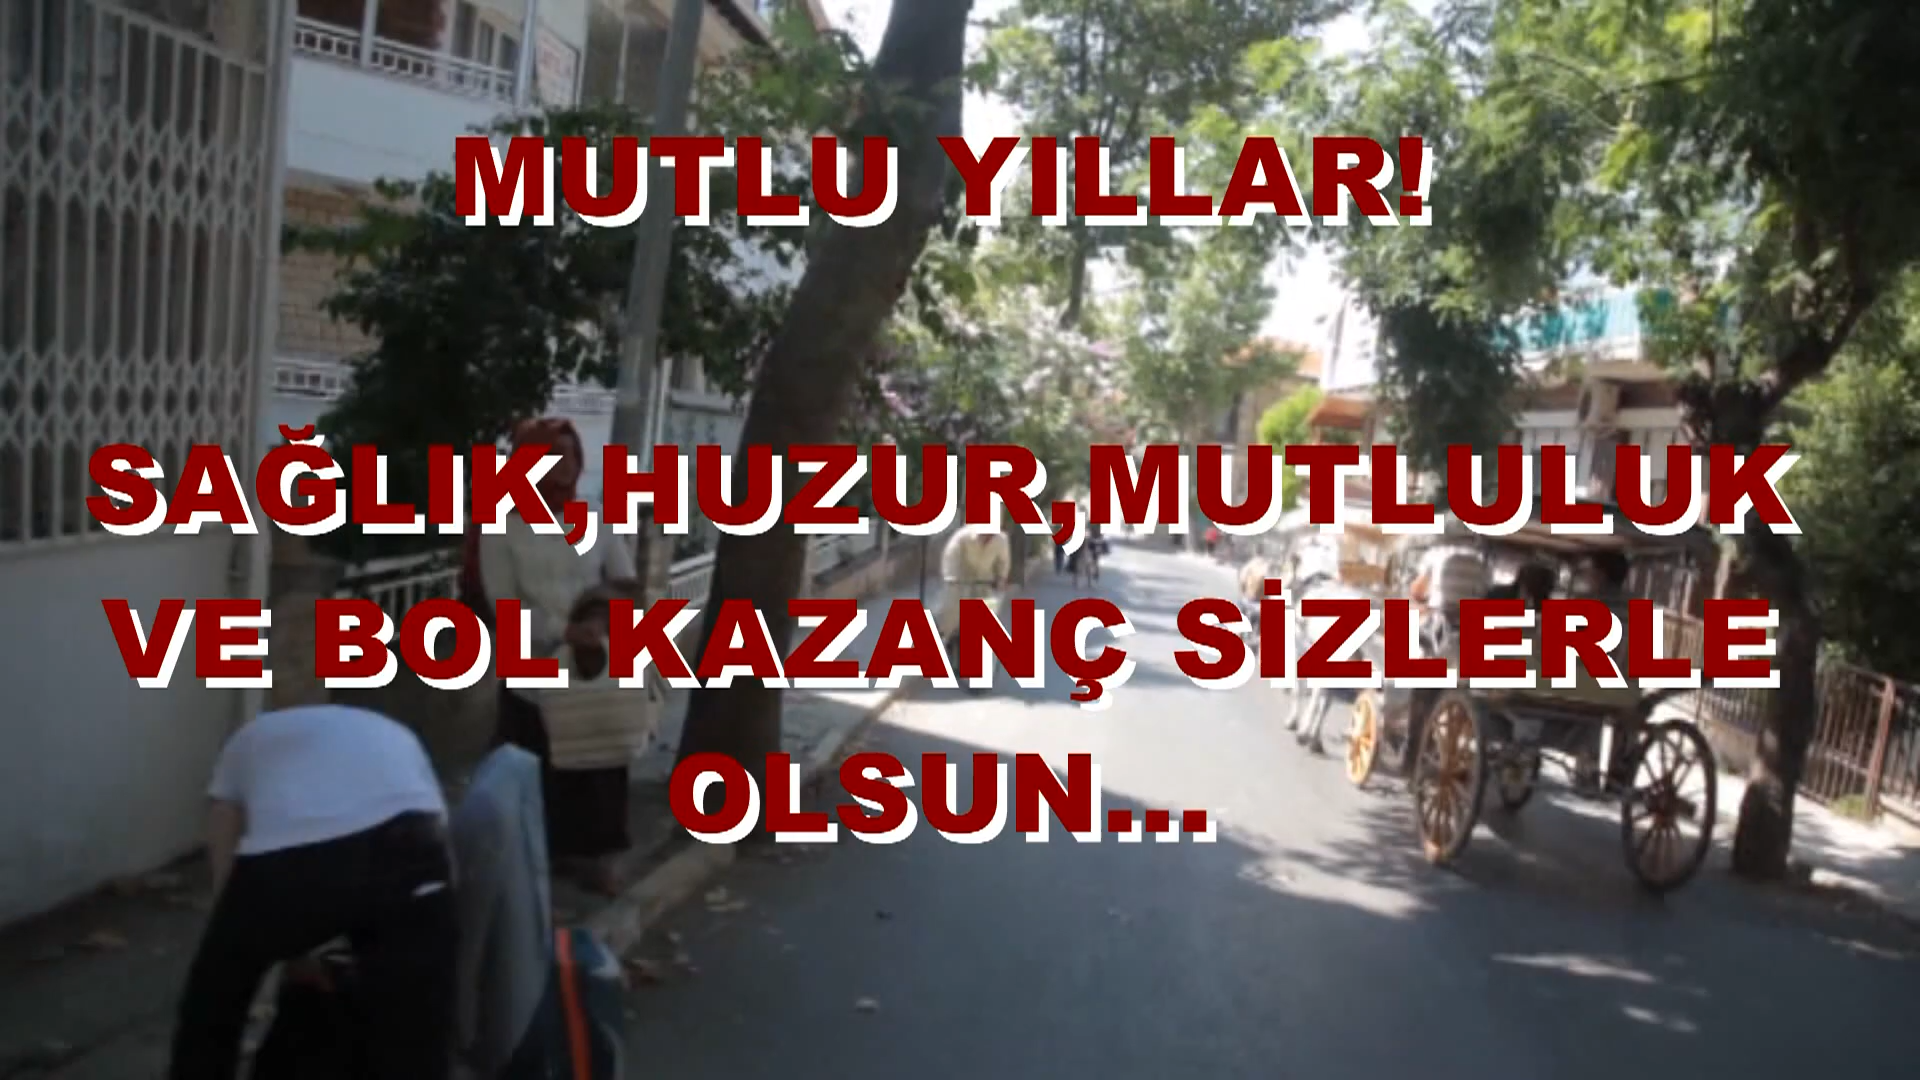 MUTLU YILLAR!
SAĞLIK,HUZUR,MUTLULUK
VE BOL KAZANÇ SİZLERLE
OLSUN...